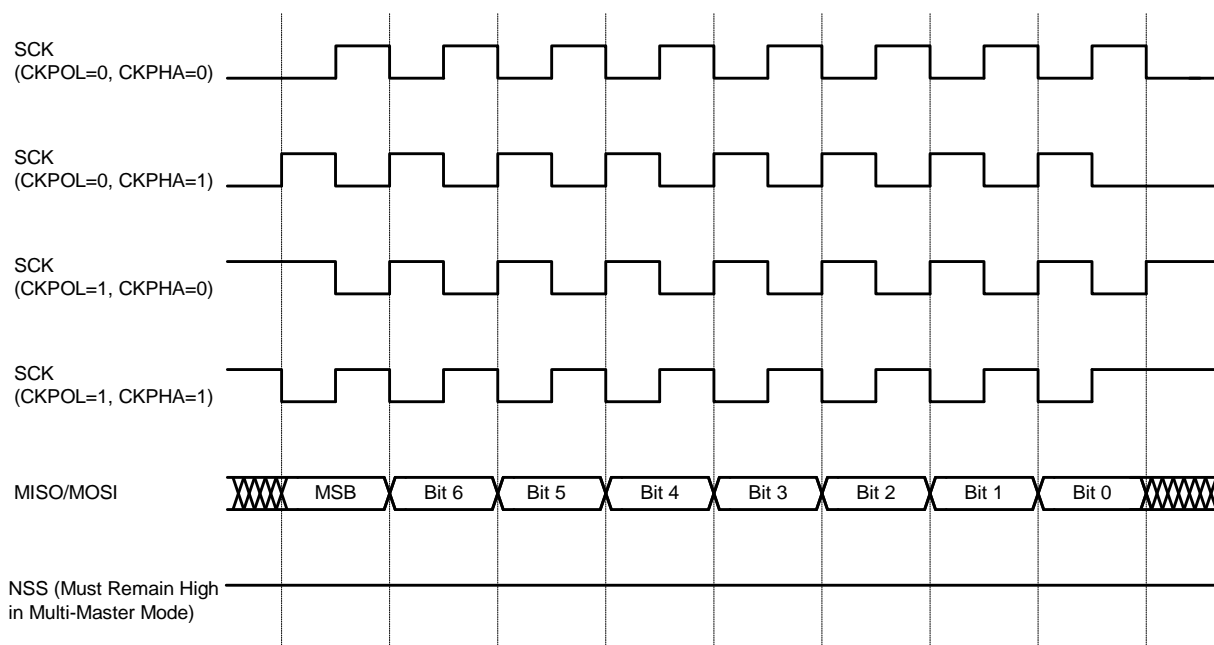 SCK
(CKPOL=0, CKPHA=0)
SCK
(CKPOL=0, CKPHA=1)
SCK
(CKPOL=1, CKPHA=0)
SCK
(CKPOL=1, CKPHA=1)
MISO/MOSI
MSB Bit 6 Bit 5 Bit 4 Bit 3 Bit 2 Bit 1 Bit 0
NSS (Must Remain High
in Multi-Master Mode)